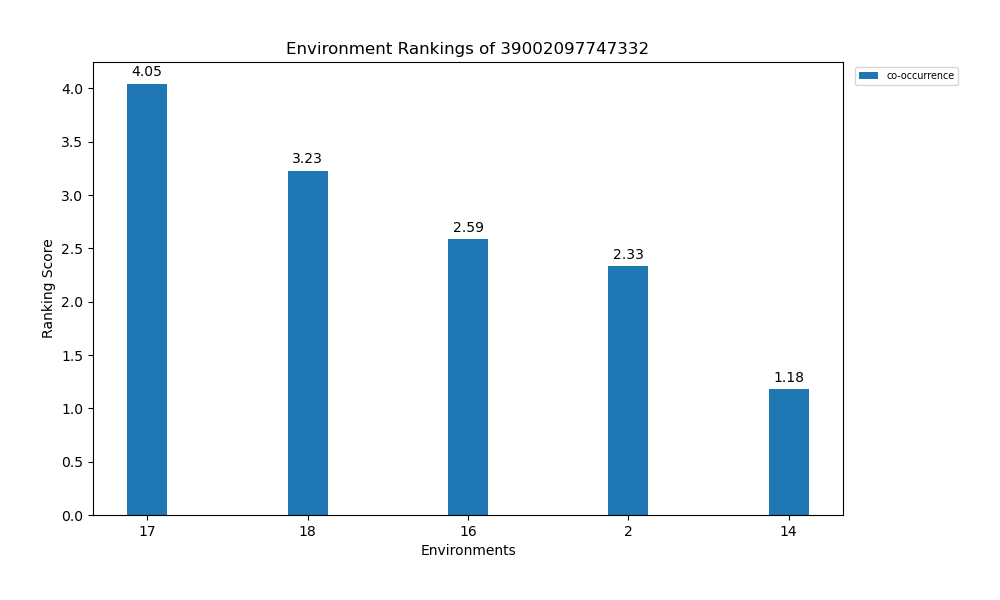 Environment Rankings of 39002097747332
co-occurrence
Ranking Score
4.0
3.5
3.0
2.5
2.0
1.5
1.0
0.5
0.0
4.05
3.23
2.59
2.33
1.18
17 18 16 2 14
Environments